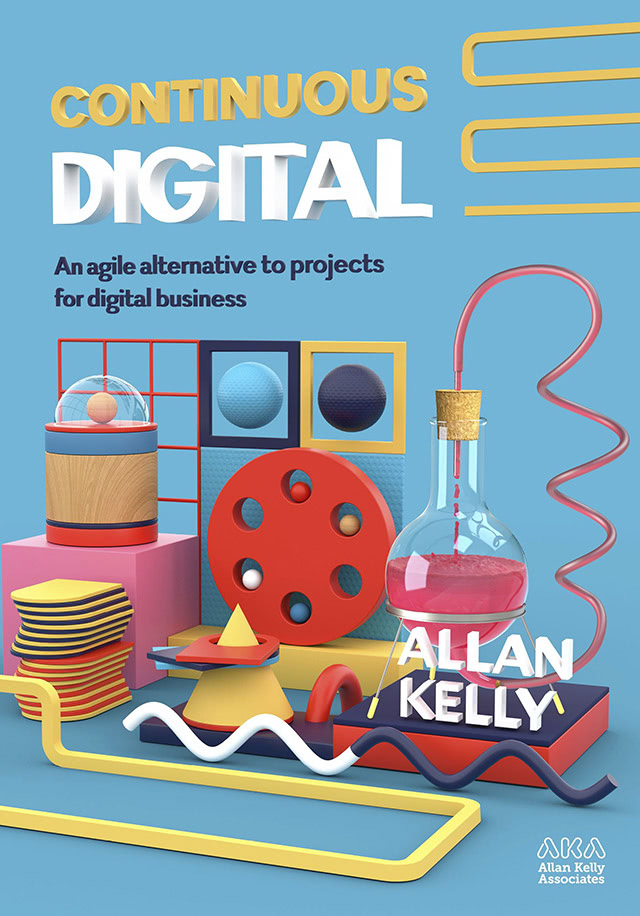 CONTINUOUS
DIGITAL
An agile alternative to projects
for digital business
ALLAN
KELLY
AKA
Allan Kelly
Associates